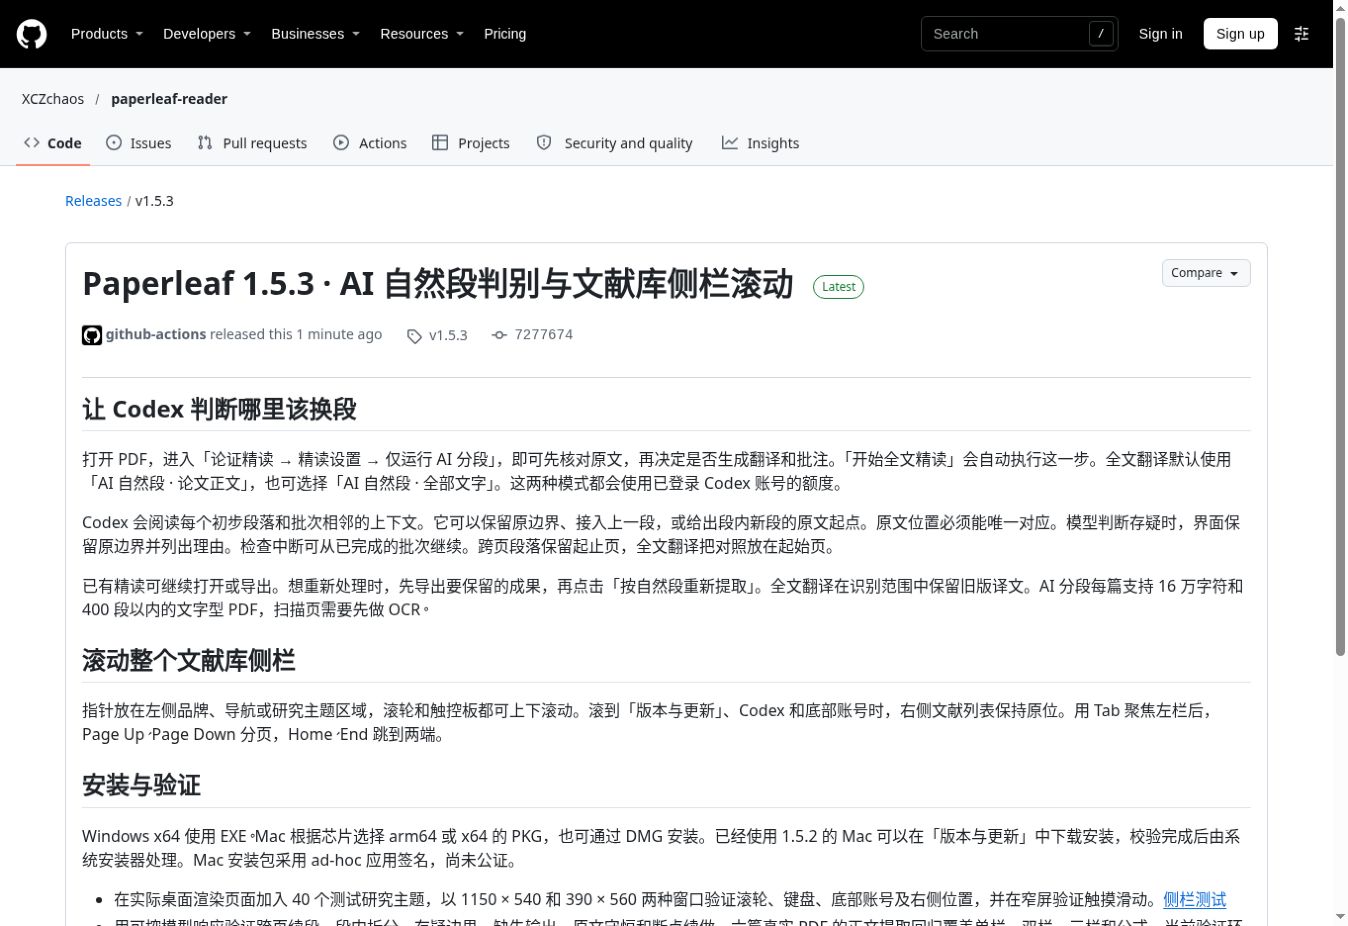 Products Developers Businesses Resources Pricing Search / Sign in Sign up
XCZchaos / paperleaf-reader
Code Issues Pull requests Actions Projects Security and quality Insights
Releases / v1.5.3
Paperleaf 1.5.3 · AI 自然段判别与文献库侧栏滚动 Latest Compare
github-actions released this 1 minute ago v1.5.3 7277674
让 Codex 判断哪里该换段
打开 PDF，进入「论证精读 → 精读设置 → 仅运行 AI 分段」，即可先核对原文，再决定是否生成翻译和批注。「开始全文精读」会自动执行这一步。全文翻译默认使用
「AI 自然段 · 论文正文」，也可选择「AI 自然段 · 全部文字」。这两种模式都会使用已登录 Codex 账号的额度。
Codex 会阅读每个初步段落和批次相邻的上下文。它可以保留原边界、接入上一段，或给出段内新段的原文起点。原文位置必须能唯一对应。模型判断存疑时，界面保
留原边界并列出理由。检查中断可从已完成的批次继续。跨页段落保留起止页，全文翻译把对照放在起始页。
已有精读可继续打开或导出。想重新处理时，先导出要保留的成果，再点击「按自然段重新提取」。全文翻译在识别范围中保留旧版译文。AI 分段每篇支持 16 万字符和
400 段以内的文字型 PDF，扫描页需要先做 OCR。
滚动整个文献库侧栏
指针放在左侧品牌、导航或研究主题区域，滚轮和触控板都可上下滚动。滚到「版本与更新」、Codex 和底部账号时，右侧文献列表保持原位。用 Tab 聚焦左栏后，
Page Up、Page Down 分页，Home、End 跳到两端。
安装与验证
Windows x64 使用 EXE。Mac 根据芯片选择 arm64 或 x64 的 PKG，也可通过 DMG 安装。已经使用 1.5.2 的 Mac 可以在「版本与更新」中下载安装，校验完成后由系
统安装器处理。Mac 安装包采用 ad-hoc 应用签名，尚未公证。
在实际桌面渲染页面加入 40 个测试研究主题，以 1150 × 540 和 390 × 560 两种窗口验证滚轮、键盘、底部账号及右侧位置，并在窄屏验证触摸滑动。侧栏测试